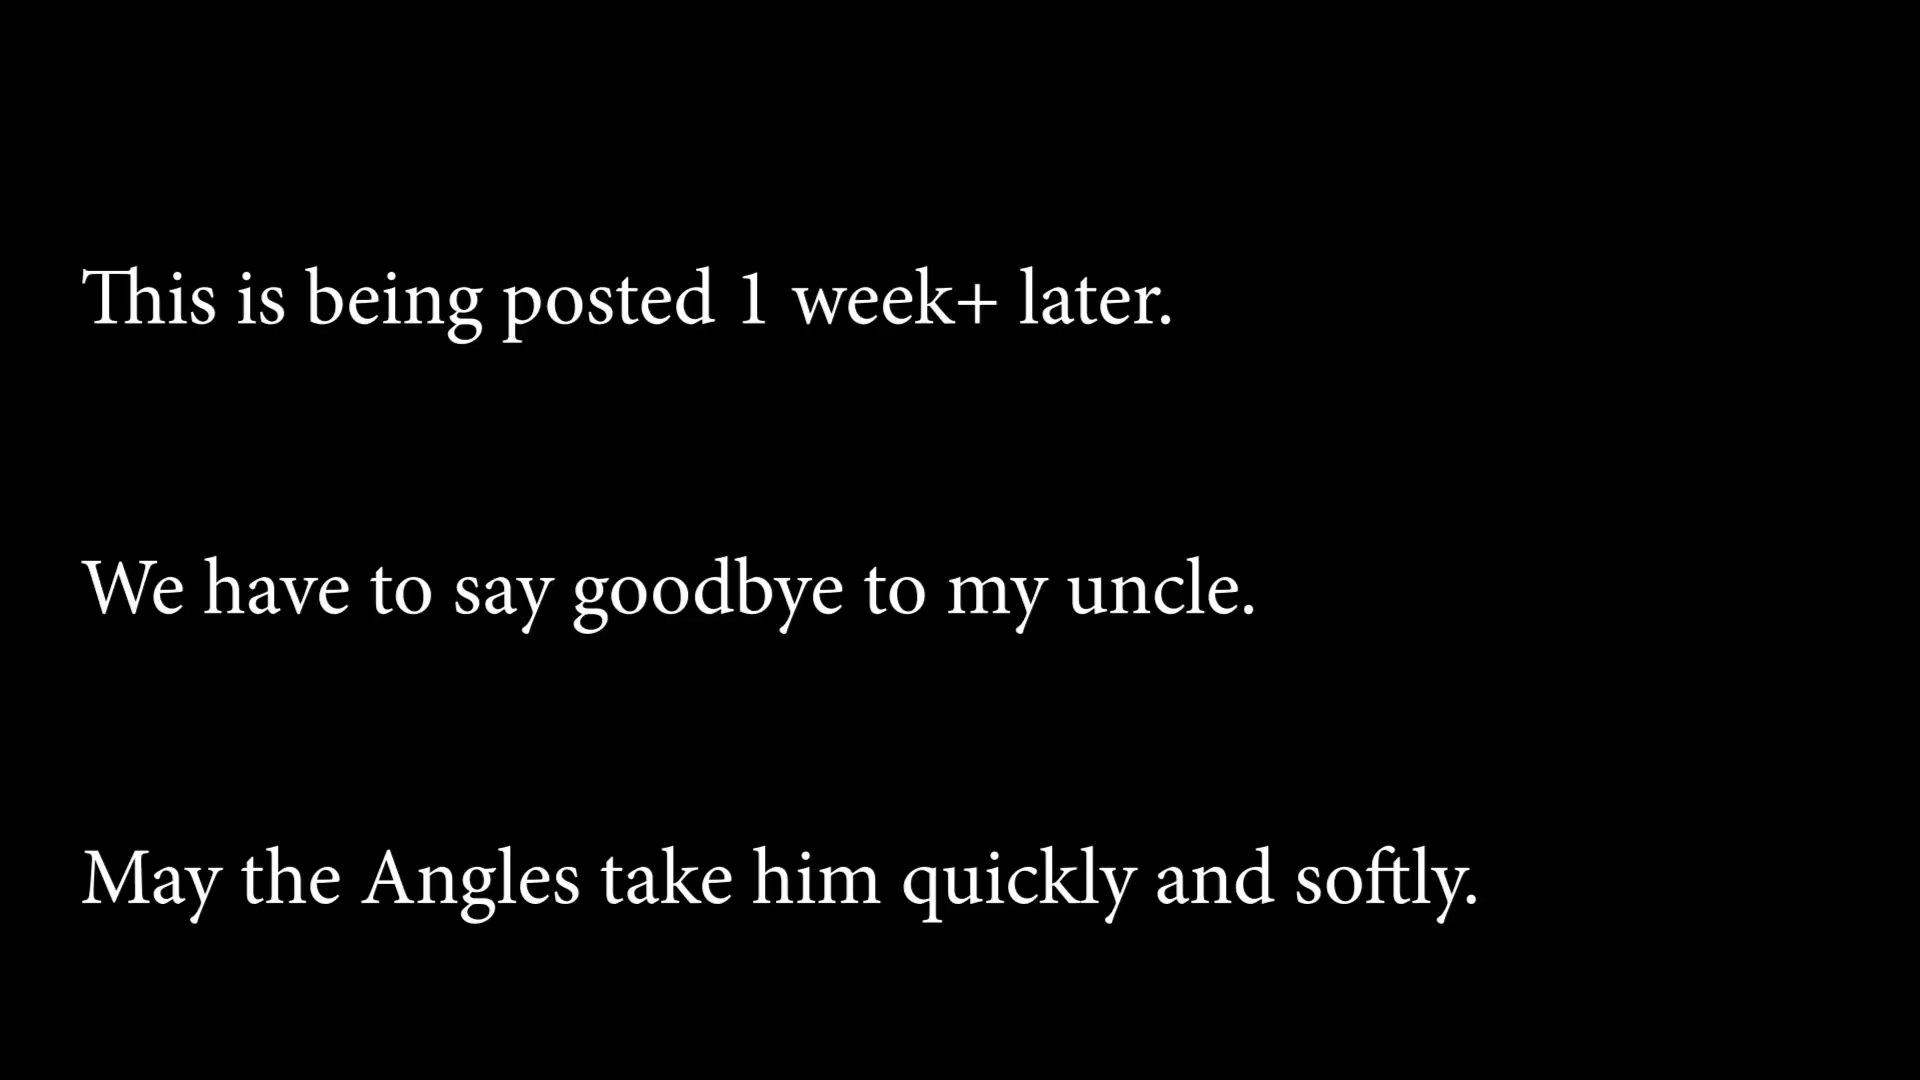 This is being posted 1 week+ later.
We have to say goodbye to my uncle.
May the Angles take him quickly and softly.